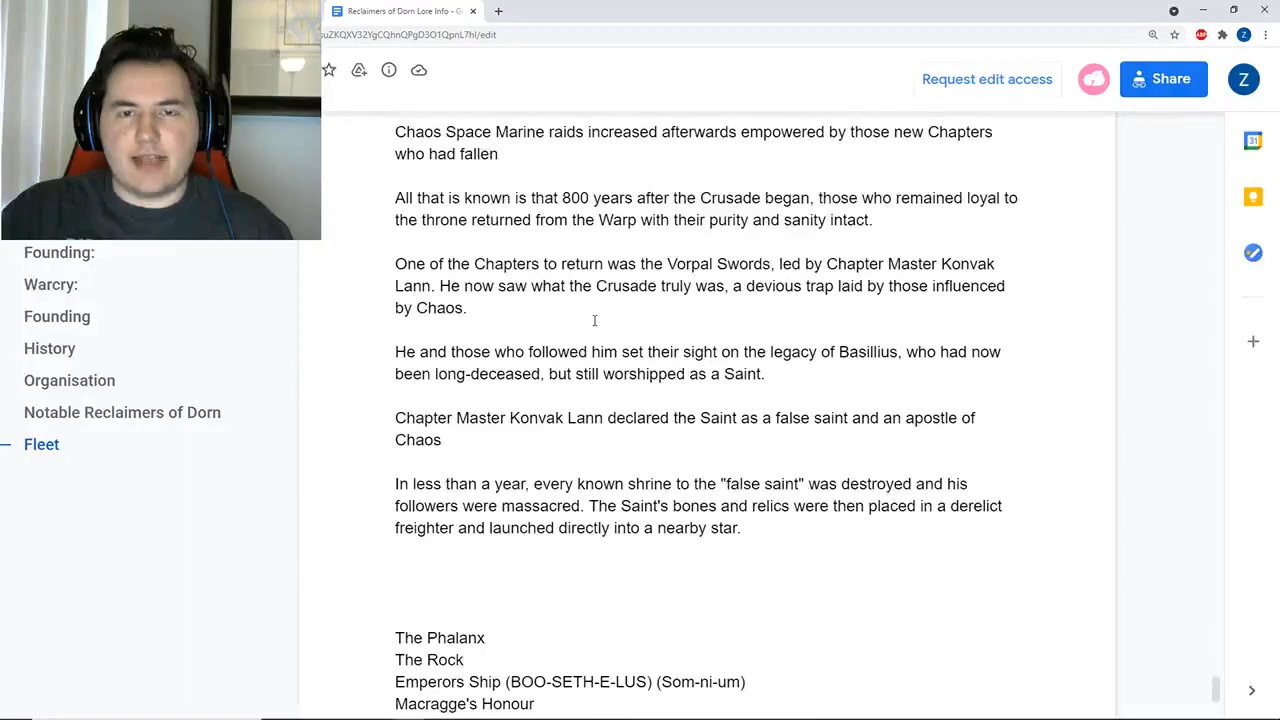 Reclaimers of Dorn Lore Info - G
suZKQXV32YgCQhnQPgD3O1QpnL7hI/edit
ABP
Z
Request edit access
Share
Z
31
Founding:
Warcry:
Founding
History
Organisation
Notable Reclaimers of Dorn
Fleet
Chaos Space Marine raids increased afterwards empowered by those new Chapters
who had fallen
All that is known is that 800 years after the Crusade began, those who remained loyal to
the throne returned from the Warp with their purity and sanity intact.
One of the Chapters to return was the Vorpal Swords, led by Chapter Master Konvak
Lann. He now saw what the Crusade truly was, a devious trap laid by those influenced
by Chaos.
He and those who followed him set their sight on the legacy of Basillius, who had now
been long-deceased, but still worshipped as a Saint.
Chapter Master Konvak Lann declared the Saint as a false saint and an apostle of
Chaos
In less than a year, every known shrine to the "false saint" was destroyed and his
followers were massacred. The Saint's bones and relics were then placed in a derelict
freighter and launched directly into a nearby star.
The Phalanx
The Rock
Emperors Ship (BOO-SETH-E-LUS) (Som-ni-um)
Macragge's Honour